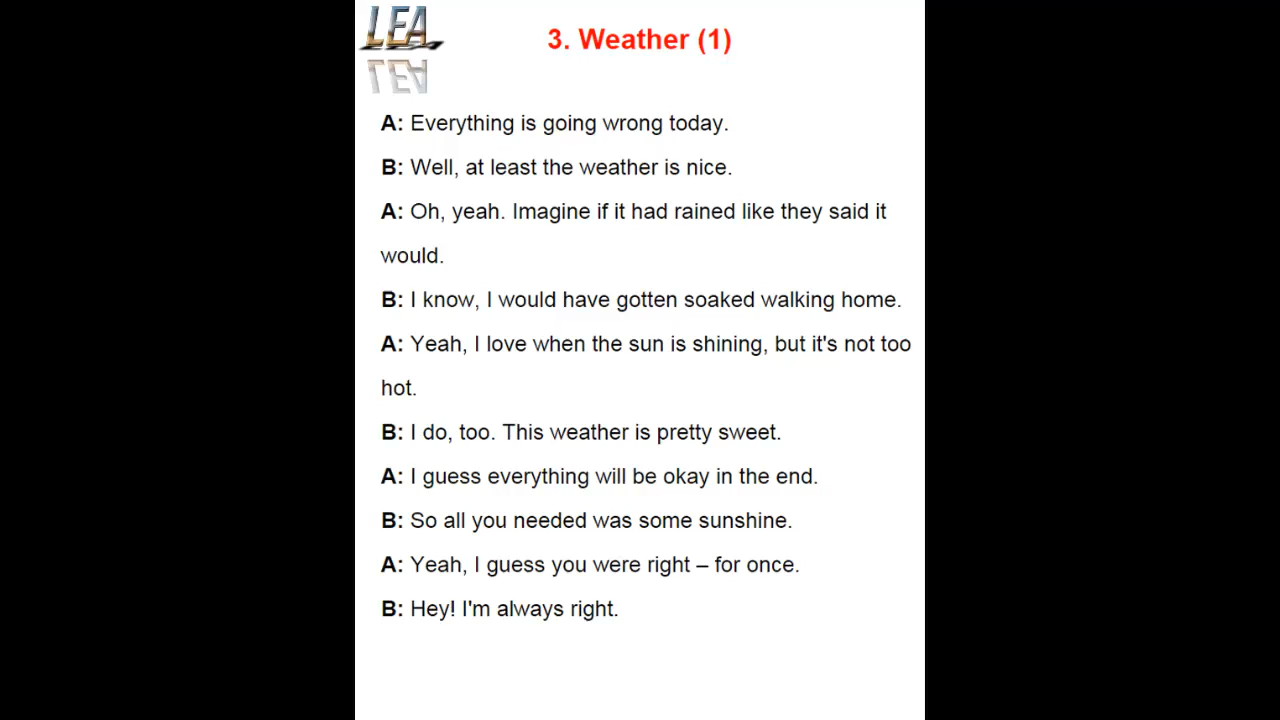 LEA
3. Weather (1)
A: Everything is going wrong today.
B: Well, at least the weather is nice.
A: Oh, yeah. Imagine if it had rained like they said it
would.
B: I know, I would have gotten soaked walking home.
A: Yeah, I love when the sun is shining, but it's not too
hot.
B: I do, too. This weather is pretty sweet.
A: I guess everything will be okay in the end.
B: So all you needed was some sunshine.
A: Yeah, I guess you were right – for once.
B: Hey! I'm always right.